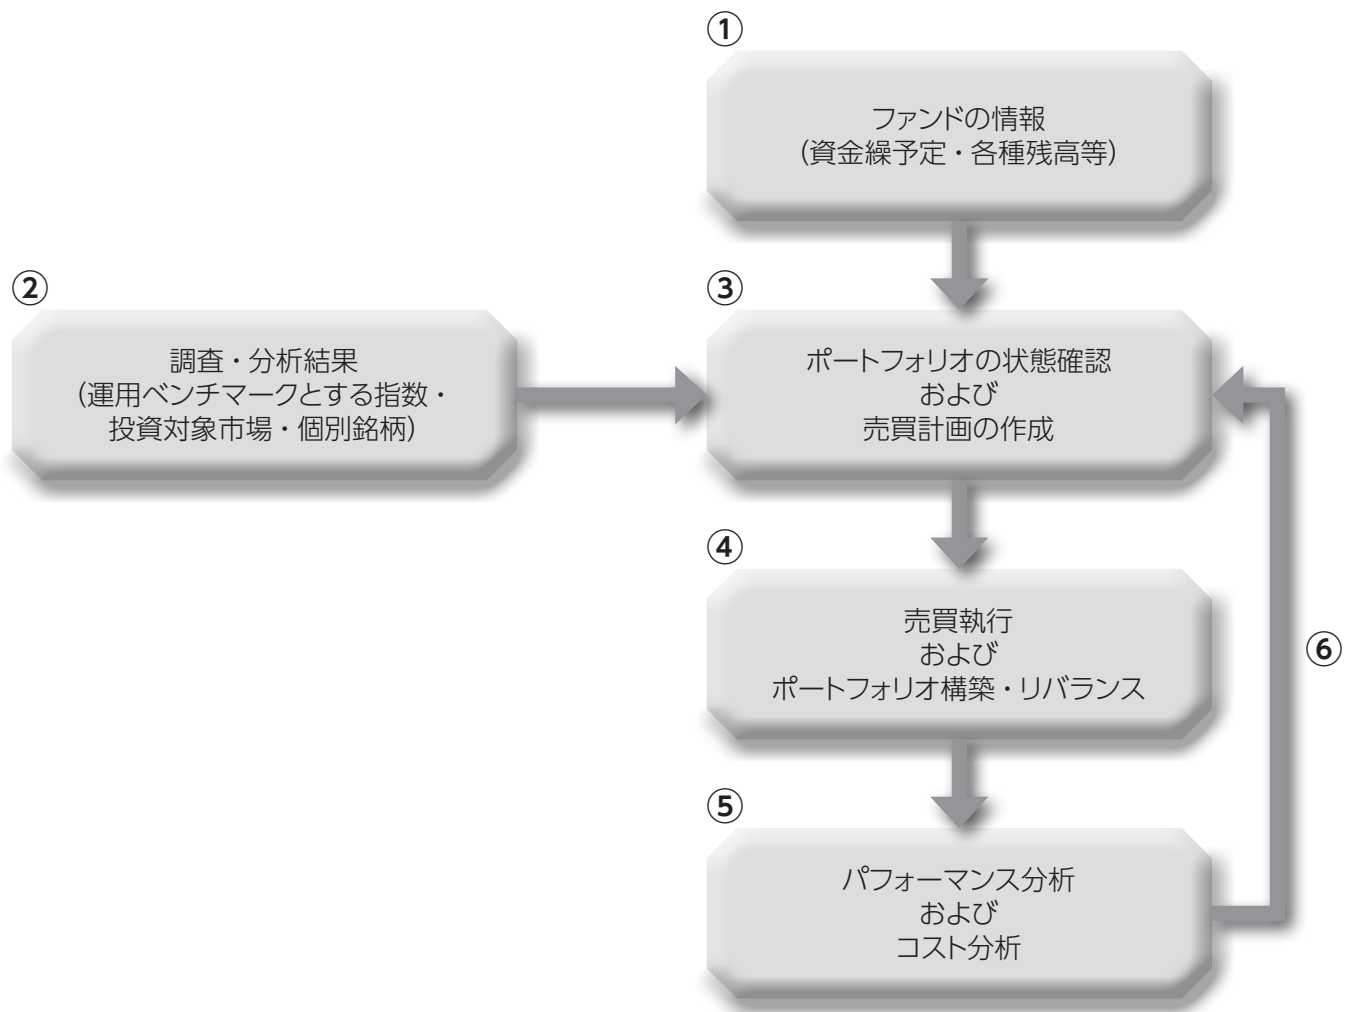 ①
ファンドの情報
（資金繰予定・各種残高等）
②
調査・分析結果
（運用ベンチマークとする指数・
投資対象市場・個別銘柄）
③
ポートフォリオの状態確認
および
売買計画の作成
④
売買執行
および
ポートフォリオ構築・リバランス
⑤
パフォーマンス分析
および
コスト分析
⑥